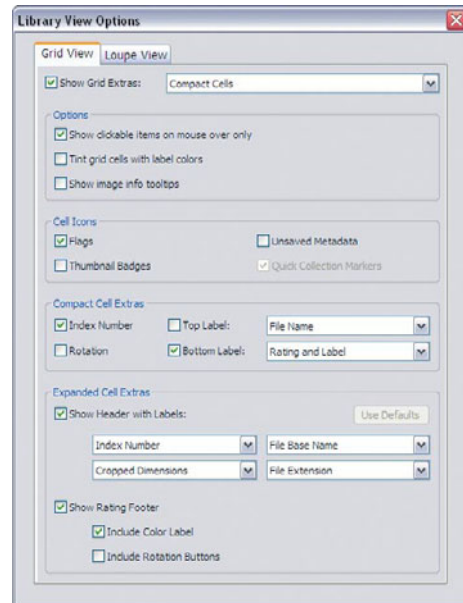 Library View Options
Grid View Loupe View
Show Grid Extras: Compact Cells
Options
Show clickable items on mouse over only
Tint grid cells with label colors
Show image info tooltips
Cell Icons
Flags Unsaved Metadata
Thumbnail Badges Quick Collection Markers
Compact Cell Extras
Index Number Top Label: File Name
Rotation Bottom Label: Rating and Label
Expanded Cell Extras
Show Header with Labels: Use Defaults
Index Number File Base Name
Cropped Dimensions File Extension
Show Rating Footer
Include Color Label
Include Rotation Buttons